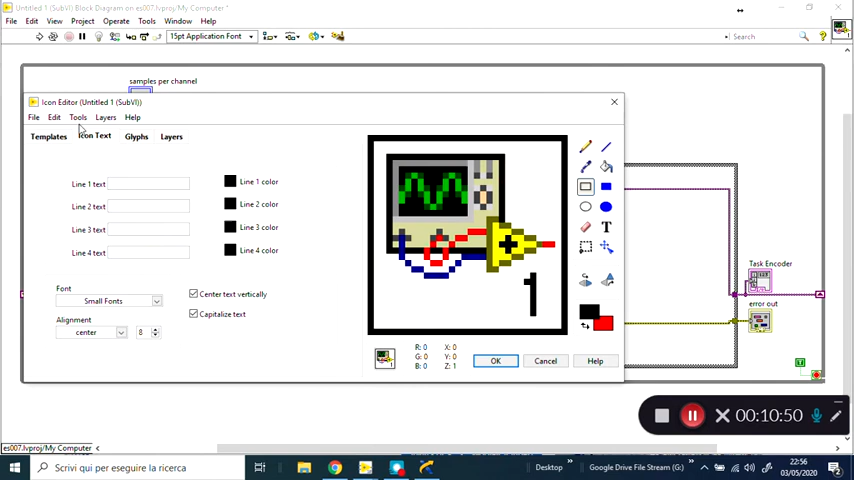 Untitled 1 (SubVI) Block Diagram on es007.lvproj/My Computer *
File Edit View Project Operate Tools Window Help
15pt Application Font
Search
samples per channel
Icon Editor (Untitled 1 (SubVI))
File Edit Tools Layers Help
Templates Icon Text Glyphs Layers
Line 1 text
Line 1 color
Line 2 text
Line 2 color
Line 3 text
Line 3 color
Line 4 text
Line 4 color
Font
Small Fonts
Center text vertically
Capitalize text
Alignment
center
8
1
T
R: 0 X: 0
G: 0 Y: 0
B: 0 Z: 1
OK Cancel Help
Task Encoder
error out
T
00:10:50
es007.lvproj/My Computer
Scrivi qui per eseguire la ricerca
Desktop
Google Drive File Stream (G:)
22:56
03/05/2020
2